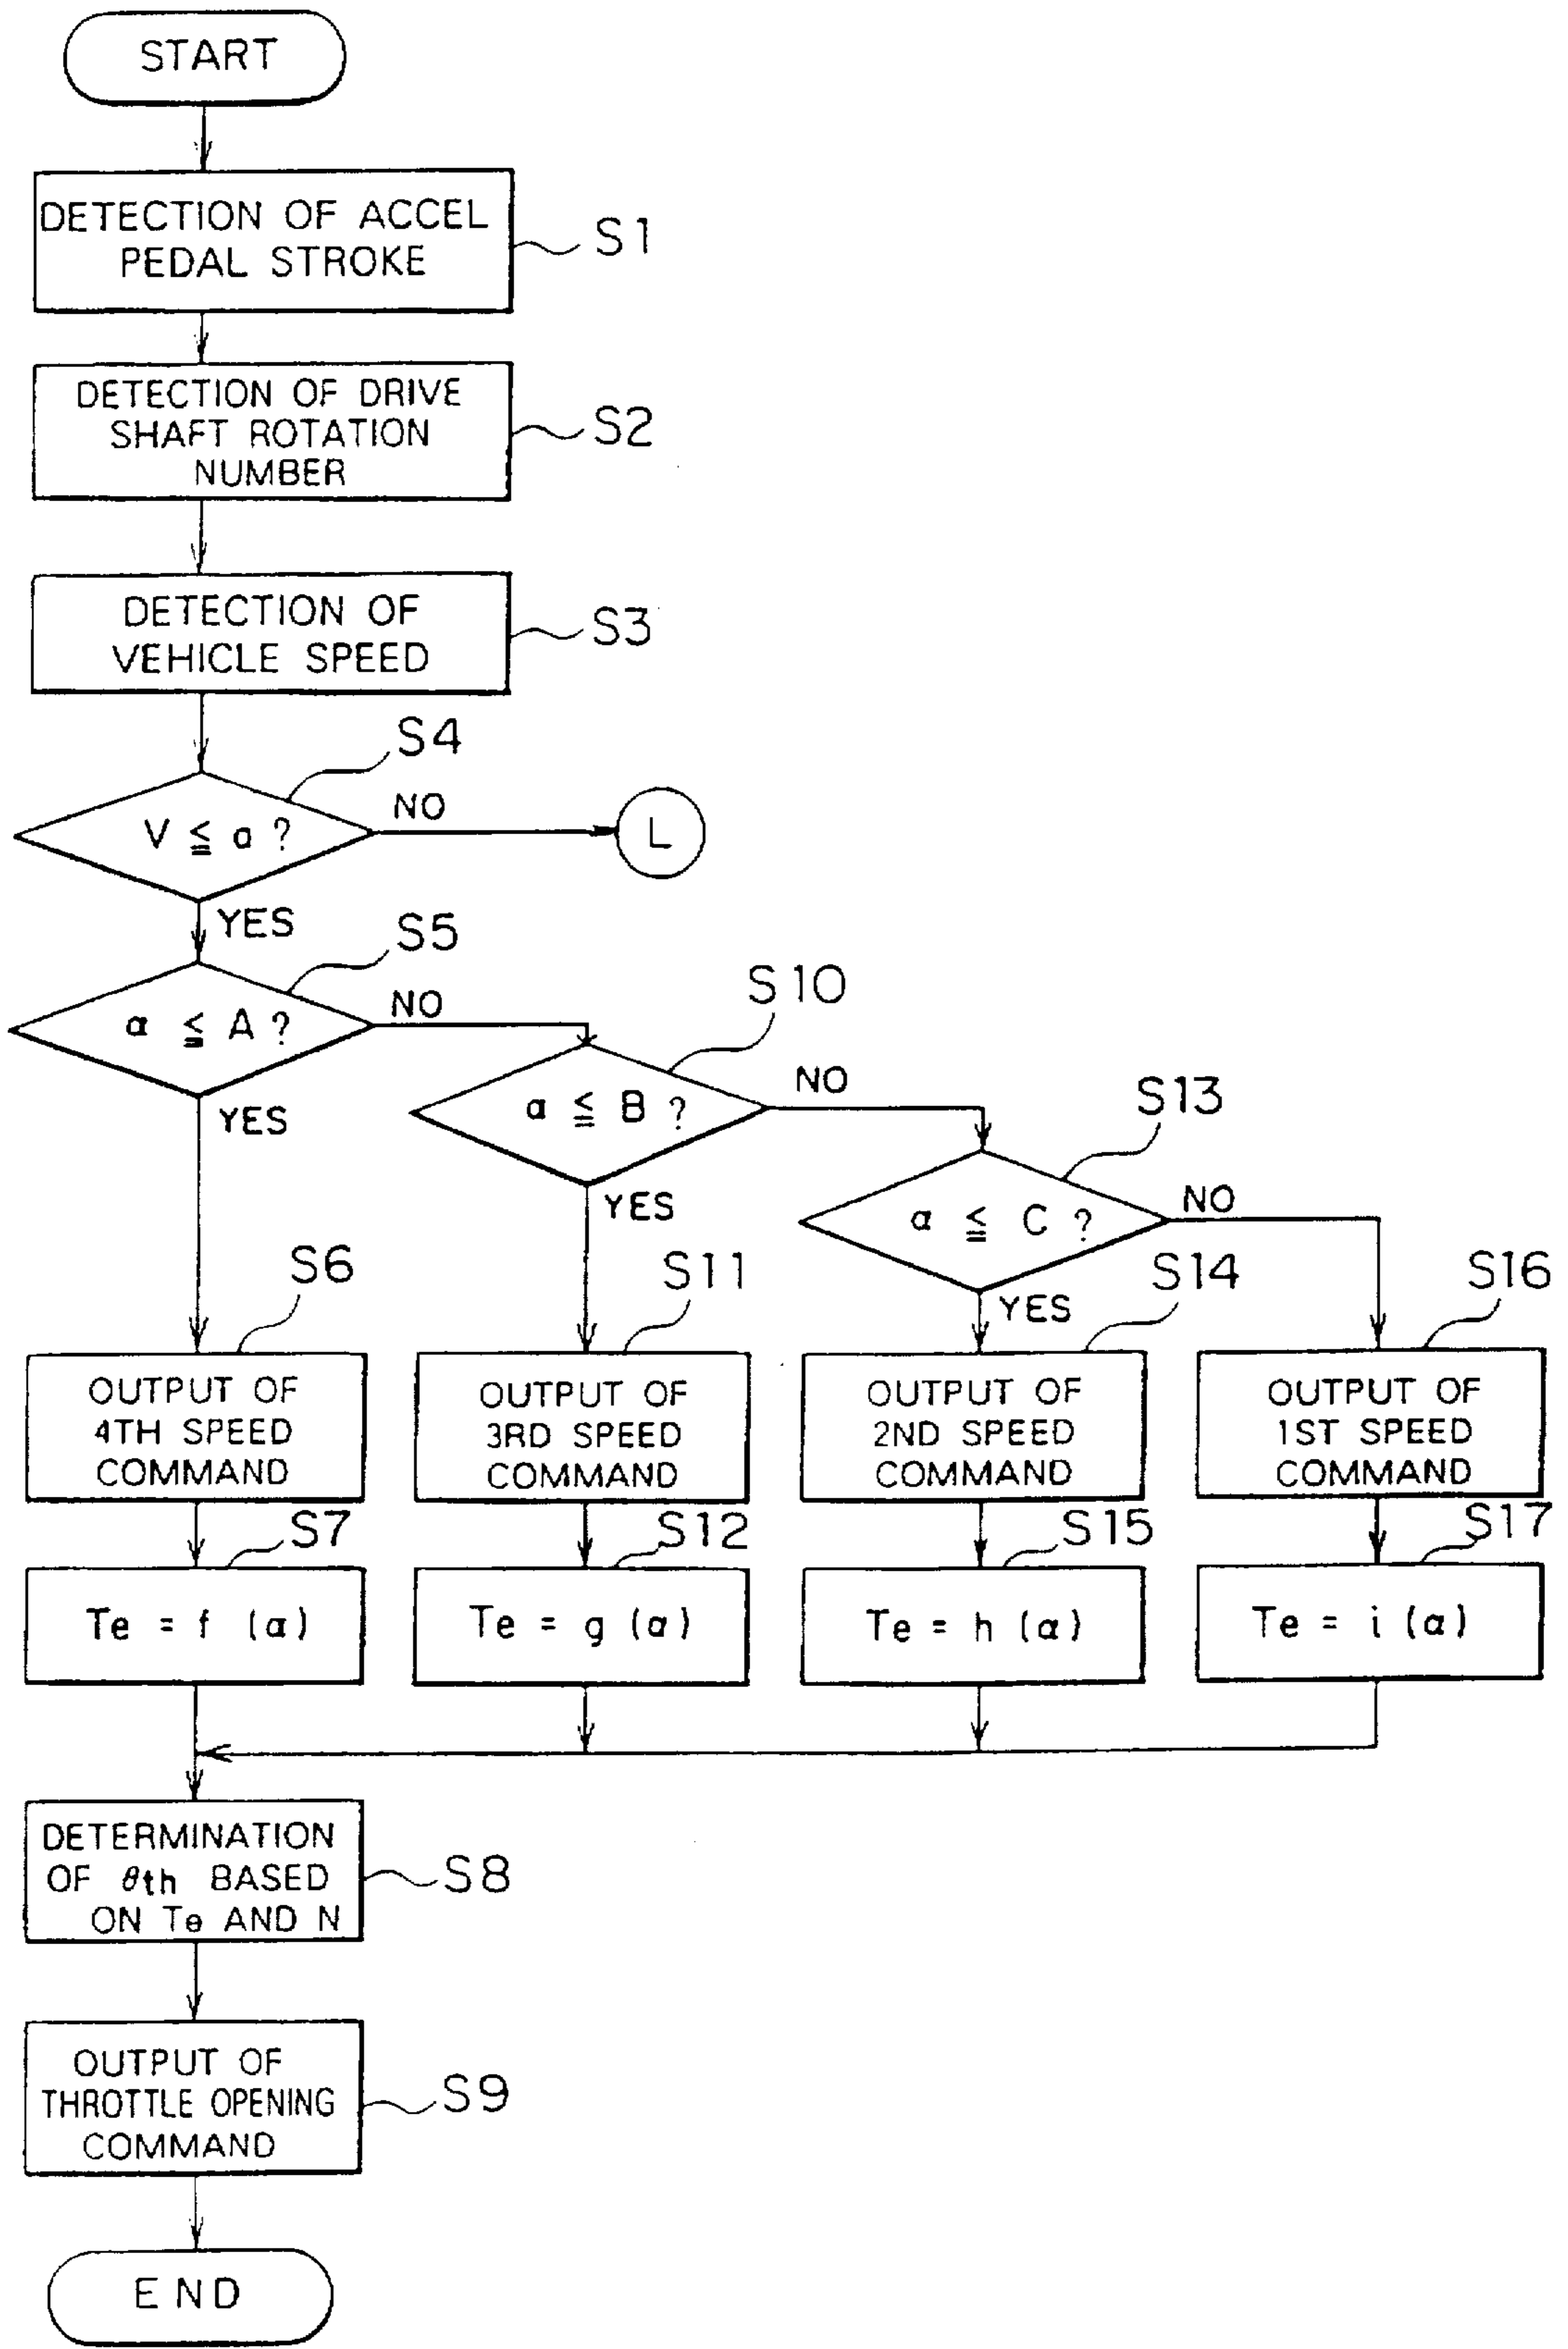 START
DETECTION OF ACCEL
PEDAL STROKE
S1
DETECTION OF DRIVE
SHAFT ROTATION
NUMBER
S2
DETECTION OF
VEHICLE SPEED
S3
S4
V ≦ a ?
NO
L
YES
S5
α ≦ A ?
NO
YES
S10
α ≦ B ?
NO
YES
S13
α ≦ C ?
NO
YES
S6
OUTPUT OF
4TH SPEED
COMMAND
S11
OUTPUT OF
3RD SPEED
COMMAND
S14
OUTPUT OF
2ND SPEED
COMMAND
S16
OUTPUT OF
1ST SPEED
COMMAND
S7
Te = f (α)
S12
Te = g (α)
S15
Te = h (α)
S17
Te = i (α)
DETERMINATION
OF θth BASED
ON Te AND N
S8
OUTPUT OF
THROTTLE OPENING
COMMAND
S9
END